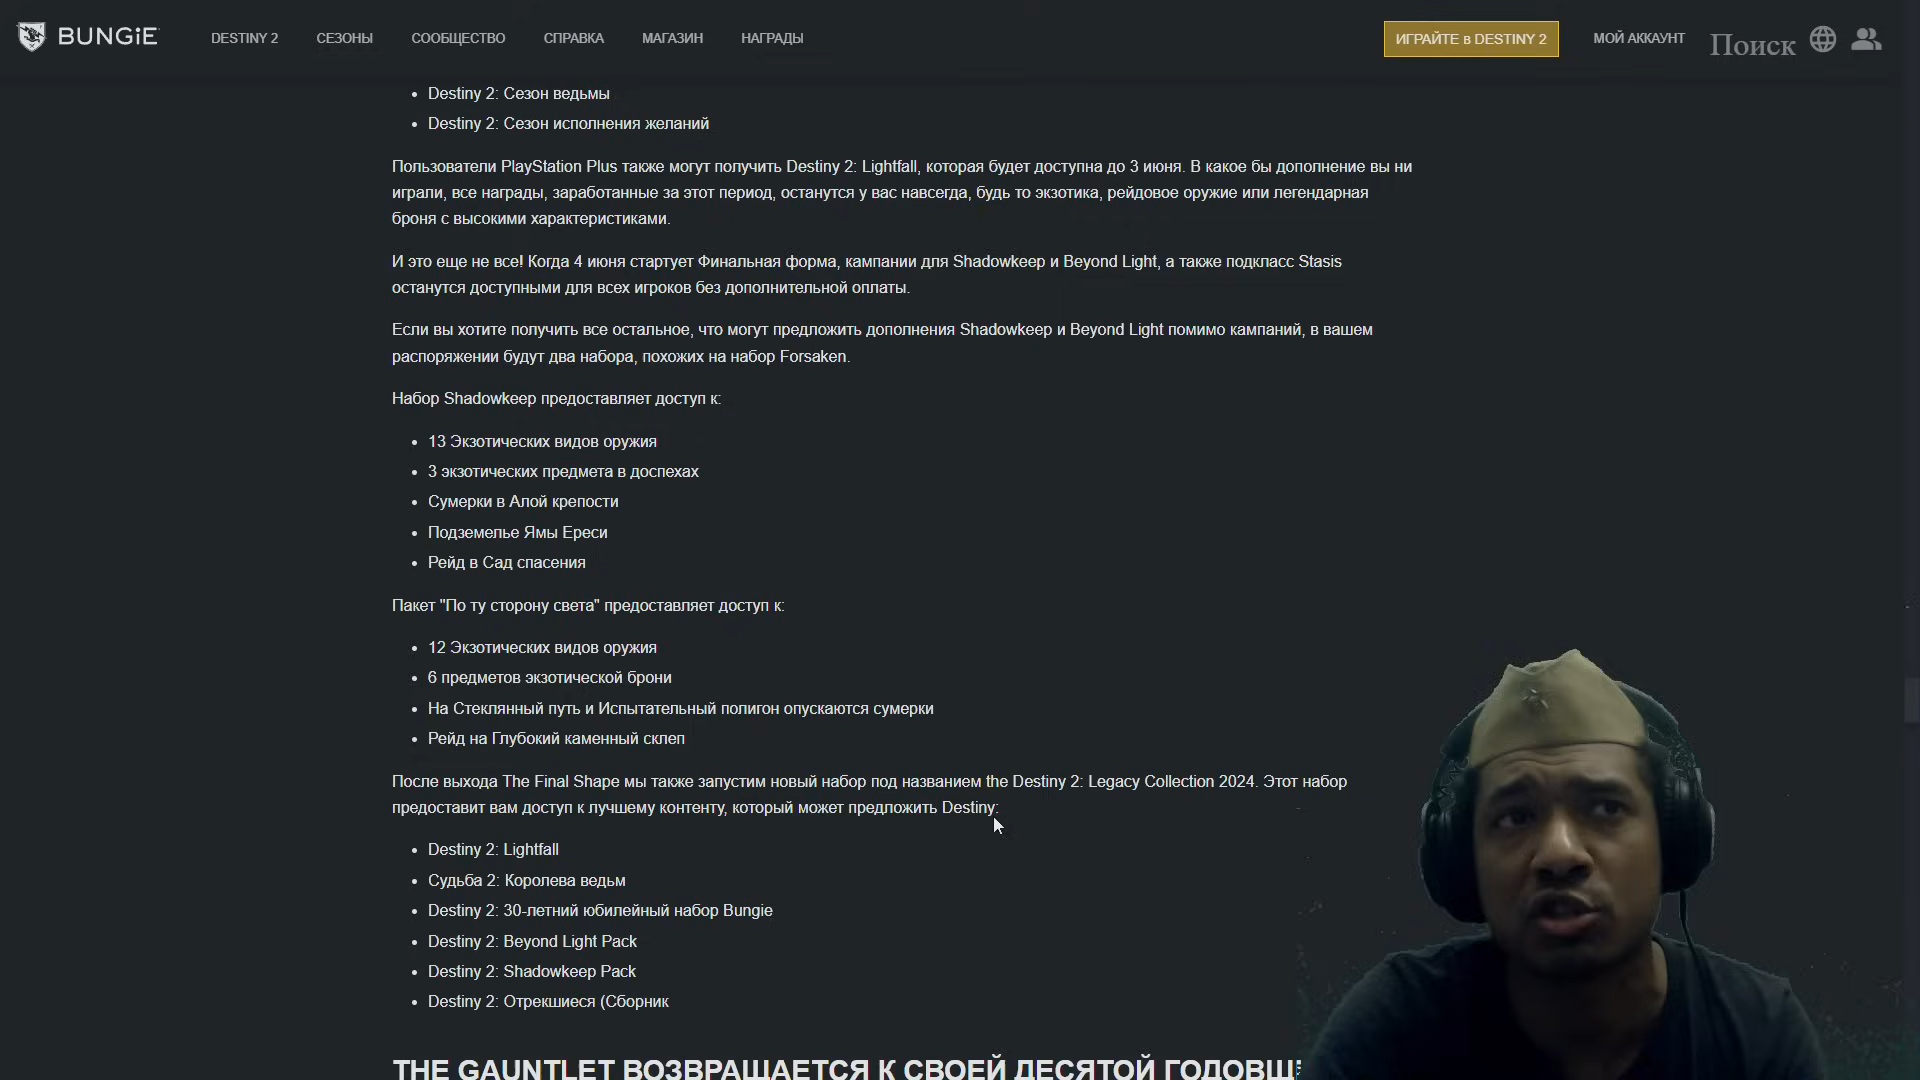 BUNGiE DESTINY 2 СЕЗОНЫ СООБЩЕСТВО СПРАВКА МАГАЗИН НАГРАДЫ ИГРАЙТЕ в DESTINY 2 МОЙ АККАУНТ Поиск
Destiny 2: Сезон ведьмы
Destiny 2: Сезон исполнения желаний
Пользователи PlayStation Plus также могут получить Destiny 2: Lightfall, которая будет доступна до 3 июня. В какое бы дополнение вы ни
играли, все награды, заработанные за этот период, останутся у вас навсегда, будь то экзотика, рейдовое оружие или легендарная
броня с высокими характеристиками.
И это еще не все! Когда 4 июня стартует Финальная форма, кампании для Shadowkeep и Beyond Light, а также подкласс Stasis
останутся доступными для всех игроков без дополнительной оплаты.
Если вы хотите получить все остальное, что могут предложить дополнения Shadowkeep и Beyond Light помимо кампаний, в вашем
распоряжении будут два набора, похожих на набор Forsaken.
Набор Shadowkeep предоставляет доступ к:
13 Экзотических видов оружия
3 экзотических предмета в доспехах
Сумерки в Алой крепости
Подземелье Ямы Ереси
Рейд в Сад спасения
Пакет "По ту сторону света" предоставляет доступ к:
12 Экзотических видов оружия
6 предметов экзотической брони
На Стеклянный путь и Испытательный полигон опускаются сумерки
Рейд на Глубокий каменный склеп
После выхода The Final Shape мы также запустим новый набор под названием the Destiny 2: Legacy Collection 2024. Этот набор
предоставит вам доступ к лучшему контенту, который может предложить Destiny:
Destiny 2: Lightfall
Судьба 2: Королева ведьм
Destiny 2: 30-летний юбилейный набор Bungie
Destiny 2: Beyond Light Pack
Destiny 2: Shadowkeep Pack
Destiny 2: Отрекшиеся (Сборник
THE GAUNTLET ВОЗВРАЩАЕТСЯ К СВОЕЙ ДЕСЯТОЙ ГОДОВЩ